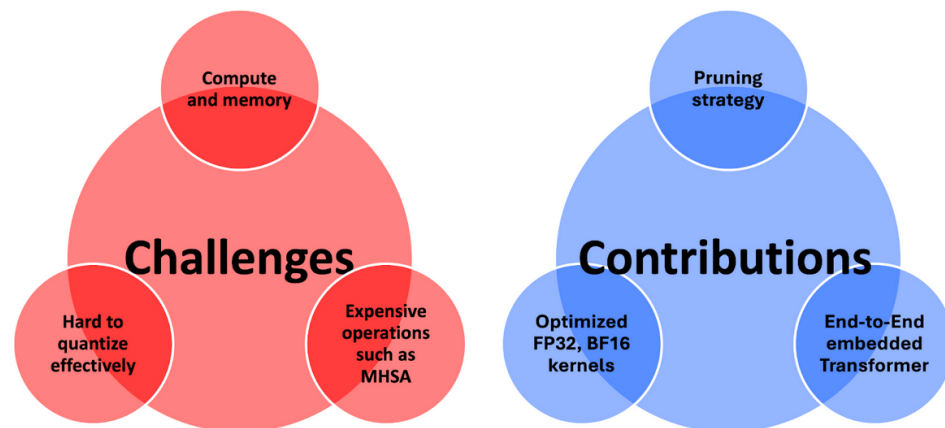 Compute
and memory
Challenges
Hard to
quantize
effectively
Expensive
operations
such as
MHSA
Pruning
strategy
Contributions
Optimized
FP32, BF16
kernels
End-to-End
embedded
Transformer